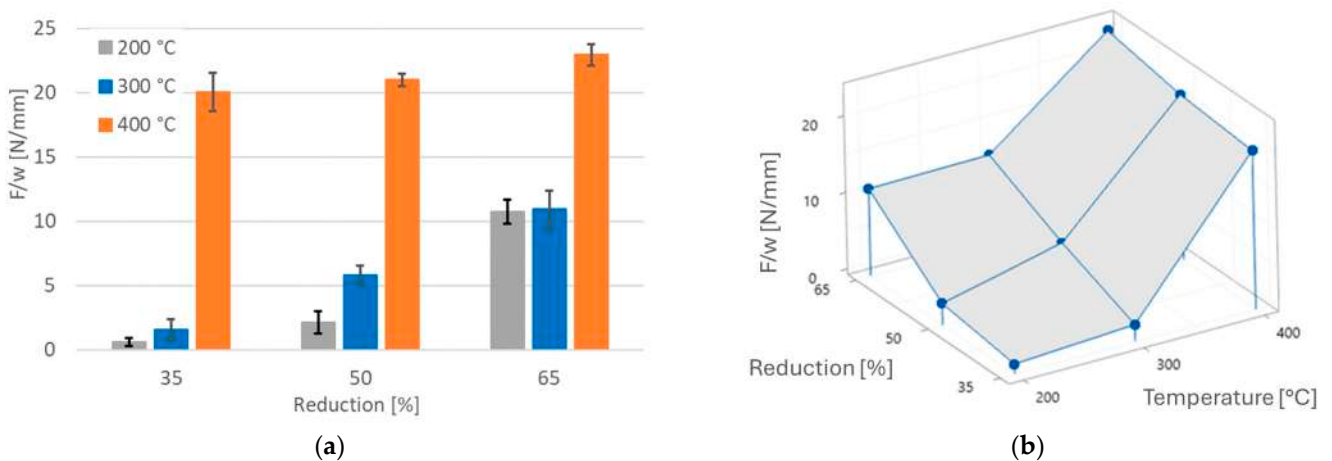 25
20
15
10
5
0
F/w [N/mm]
200 °C
300 °C
400 °C
35
50
65
Reduction [%]
(a)
20
10
0
F/w [N/mm]
65
50
35
Reduction [%]
200
300
400
Temperature [°C]
(b)